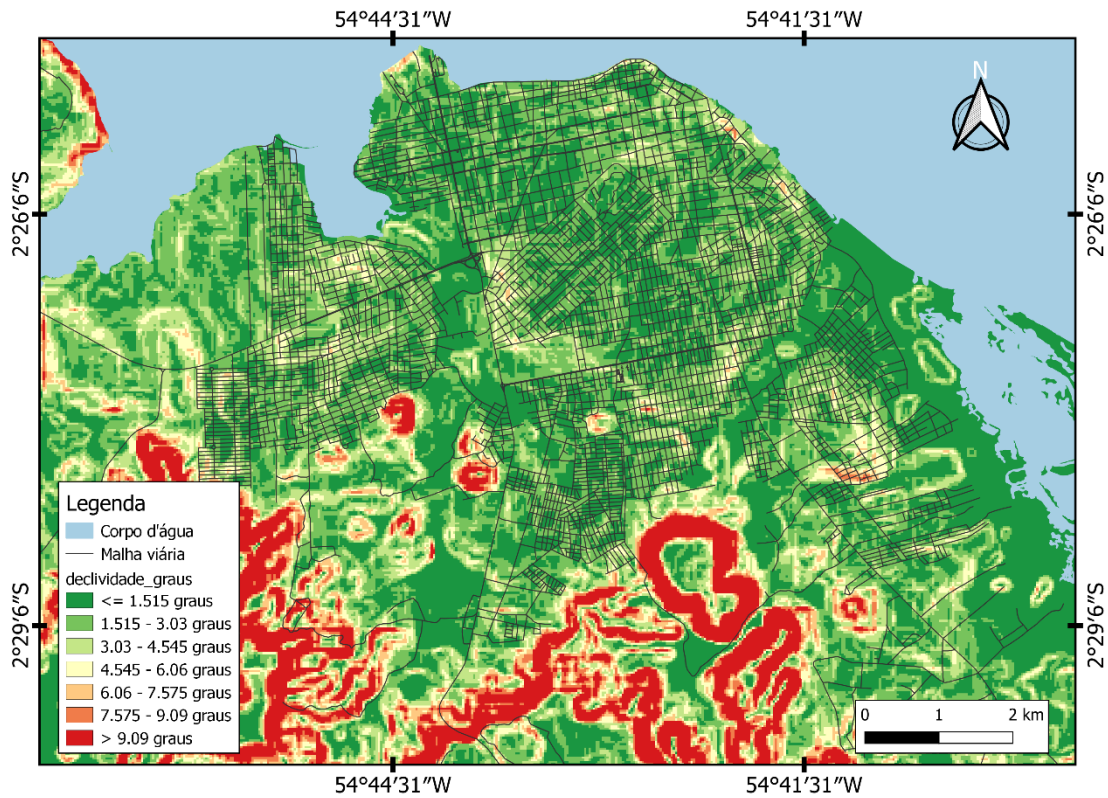 54°44′31″W 54°41′31″W
N
2°26′6″S 2°26′6″S
Legenda
Corpo d'água
Malha viária
declividade_graus
<= 1.515 graus
1.515 - 3.03 graus
3.03 - 4.545 graus
4.545 - 6.06 graus
6.06 - 7.575 graus
7.575 - 9.09 graus
> 9.09 graus
2°29′6″S 2°29′6″S
0 1 2 km
54°44′31″W 54°41′31″W